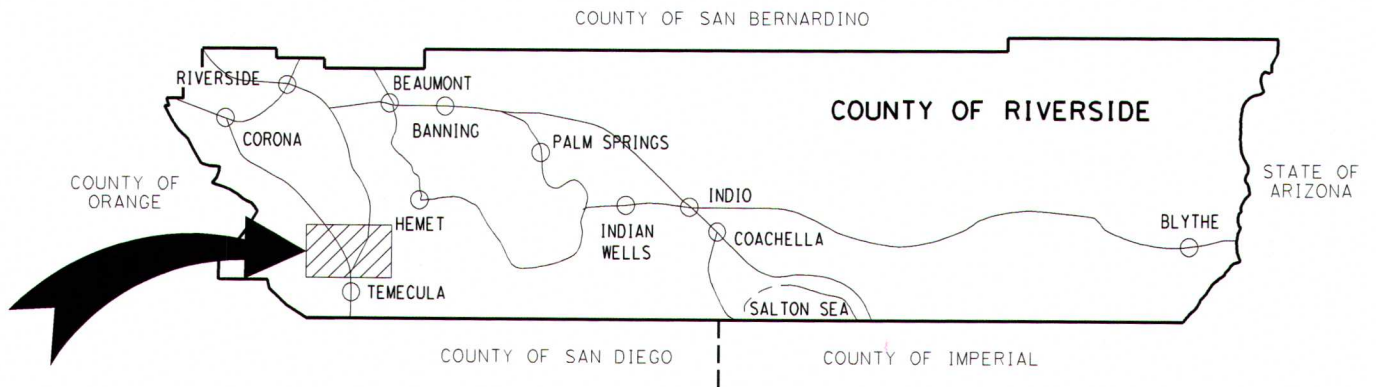 COUNTY OF SAN BERNARDINO
RIVERSIDE
BEAUMONT
COUNTY OF RIVERSIDE
CORONA
BANNING
PALM SPRINGS
COUNTY OF
ORANGE
STATE OF
ARIZONA
HEMET
INDIAN
WELLS
INDIO
COACHELLA
BLYTHE
TEMECULA
SALTON SEA
COUNTY OF SAN DIEGO
COUNTY OF IMPERIAL